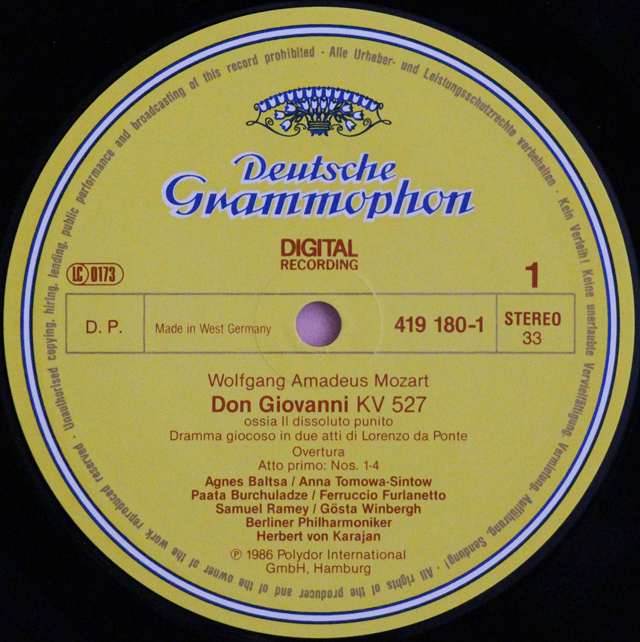 Alle Urheber- und Leistungsschutzrechte vorbehalten · Kein Verleih! Keine unerlaubte Vervielfältigung, Vermietung, Aufführung, Sendung! · All rights of the producer and of the owner of the work reproduced reserved · Unauthorised copying, hiring, lending, public performance and broadcasting of this record prohibited ·
Deutsche
Grammophon
DIGITAL
RECORDING
LC 0173
1
D. P.
Made in West Germany
419 180-1
STEREO
33
Wolfgang Amadeus Mozart
Don Giovanni KV 527
ossia Il dissoluto punito
Dramma giocoso in due atti di Lorenzo da Ponte
Overtura
Atto primo: Nos. 1-4
Agnes Baltsa / Anna Tomowa-Sintow
Paata Burchuladze / Ferruccio Furlanetto
Samuel Ramey / Gösta Winbergh
Berliner Philharmoniker
Herbert von Karajan
℗ 1986 Polydor International
GmbH, Hamburg